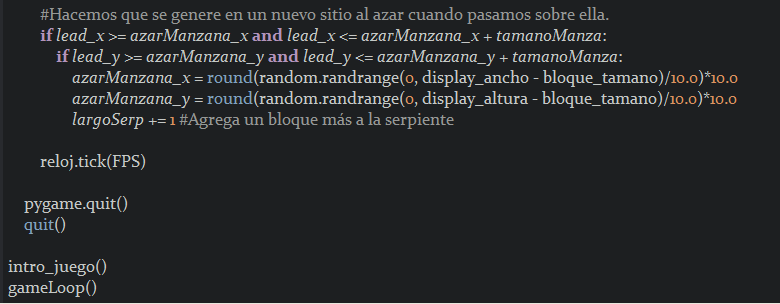 #Hacemos que se genere en un nuevo sitio al azar cuando pasamos sobre ella.
if lead_x >= azarManzana_x and lead_x <= azarManzana_x + tamanoManza:
if lead_y >= azarManzana_y and lead_y <= azarManzana_y + tamanoManza:
azarManzana_x = round(random.randrange(0, display_ancho - bloque_tamano)/10.0)*10.0
azarManzana_y = round(random.randrange(0, display_altura - bloque_tamano)/10.0)*10.0
largoSerp += 1 #Agrega un bloque más a la serpiente
reloj.tick(FPS)
pygame.quit()
quit()
intro_juego()
gameLoop()